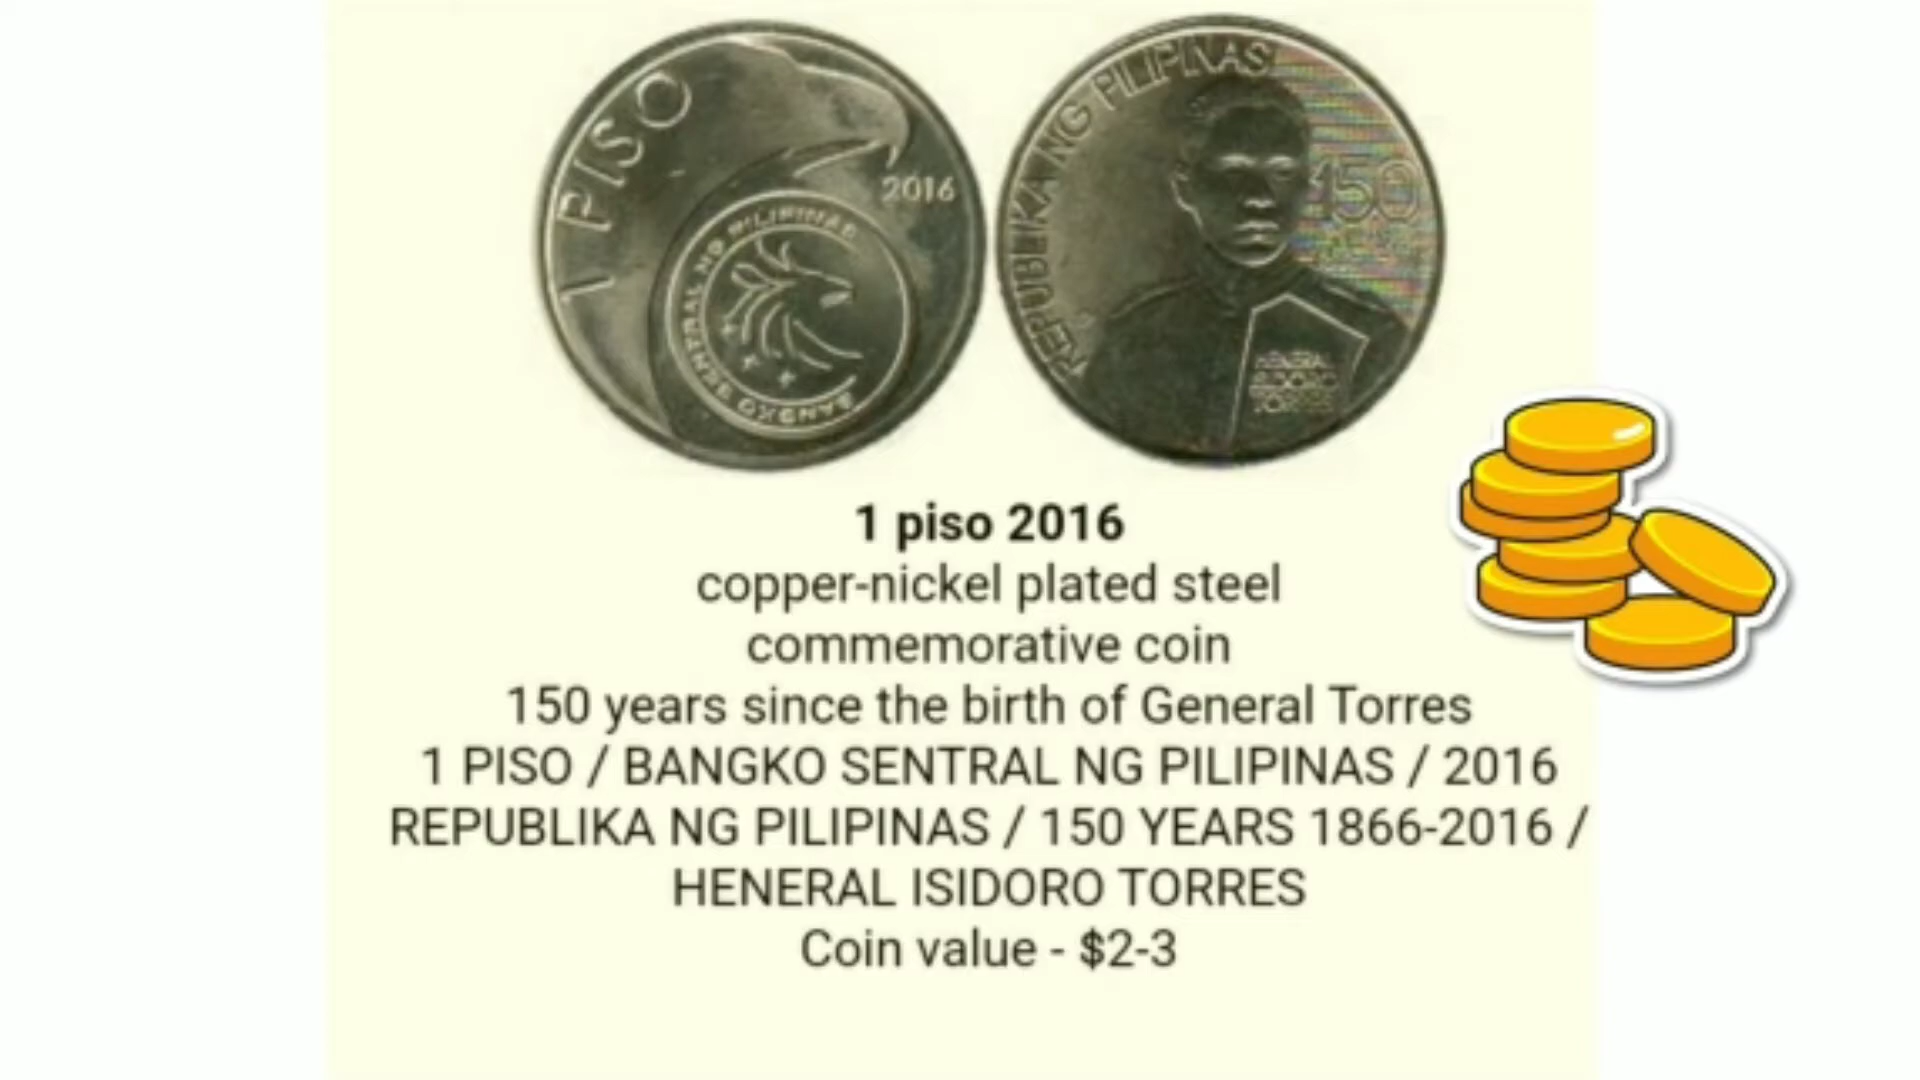 1 PISO
2016
BANGKO SENTRAL NG PILIPINAS
REPUBLIKA NG PILIPINAS
150
HENERAL
ISIDORO
TORRES
1 piso 2016
copper-nickel plated steel
commemorative coin
150 years since the birth of General Torres
1 PISO / BANGKO SENTRAL NG PILIPINAS / 2016
REPUBLIKA NG PILIPINAS / 150 YEARS 1866-2016 /
HENERAL ISIDORO TORRES
Coin value - $2-3